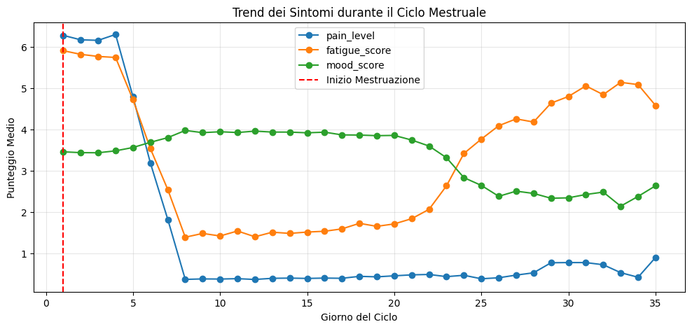 Trend dei Sintomi durante il Ciclo Mestruale
pain_level
fatigue_score
mood_score
Inizio Mestruazione
Punteggio Medio
6
5
4
3
2
1
0
5
10
15
20
25
30
35
Giorno del Ciclo